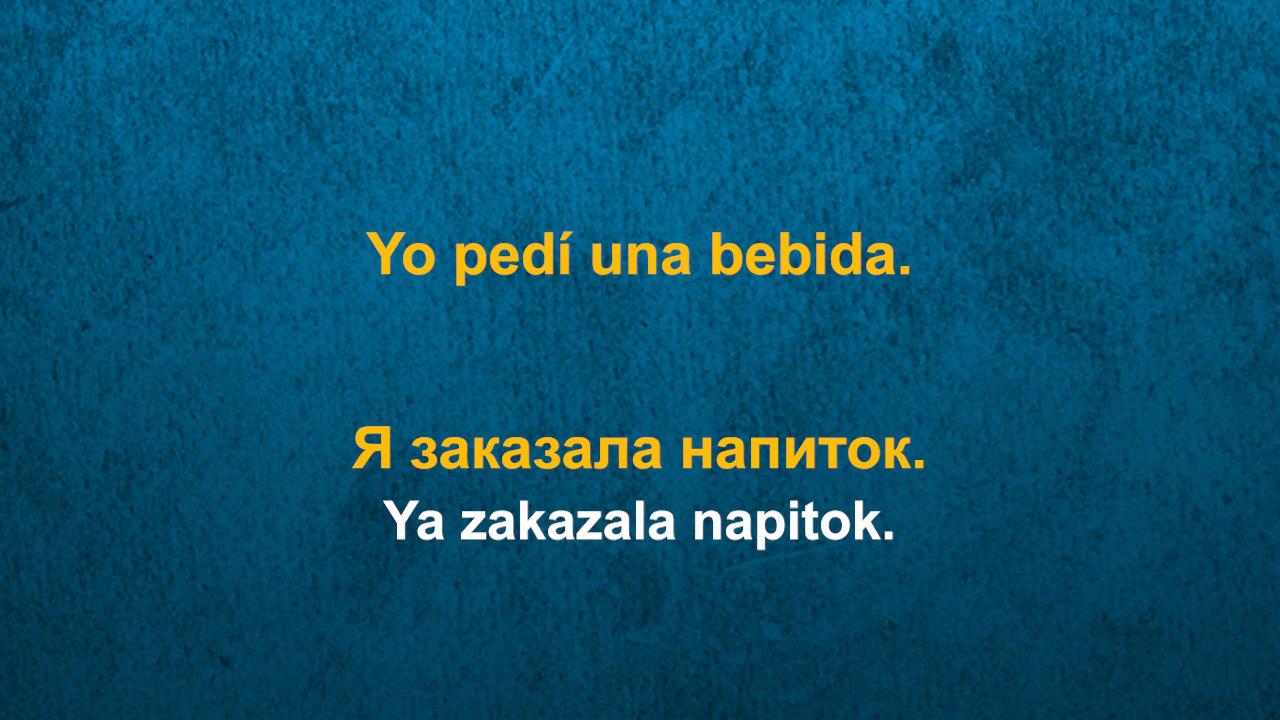 Yo pedí una bebida.
Я заказала напиток.
Ya zakazala napitok.